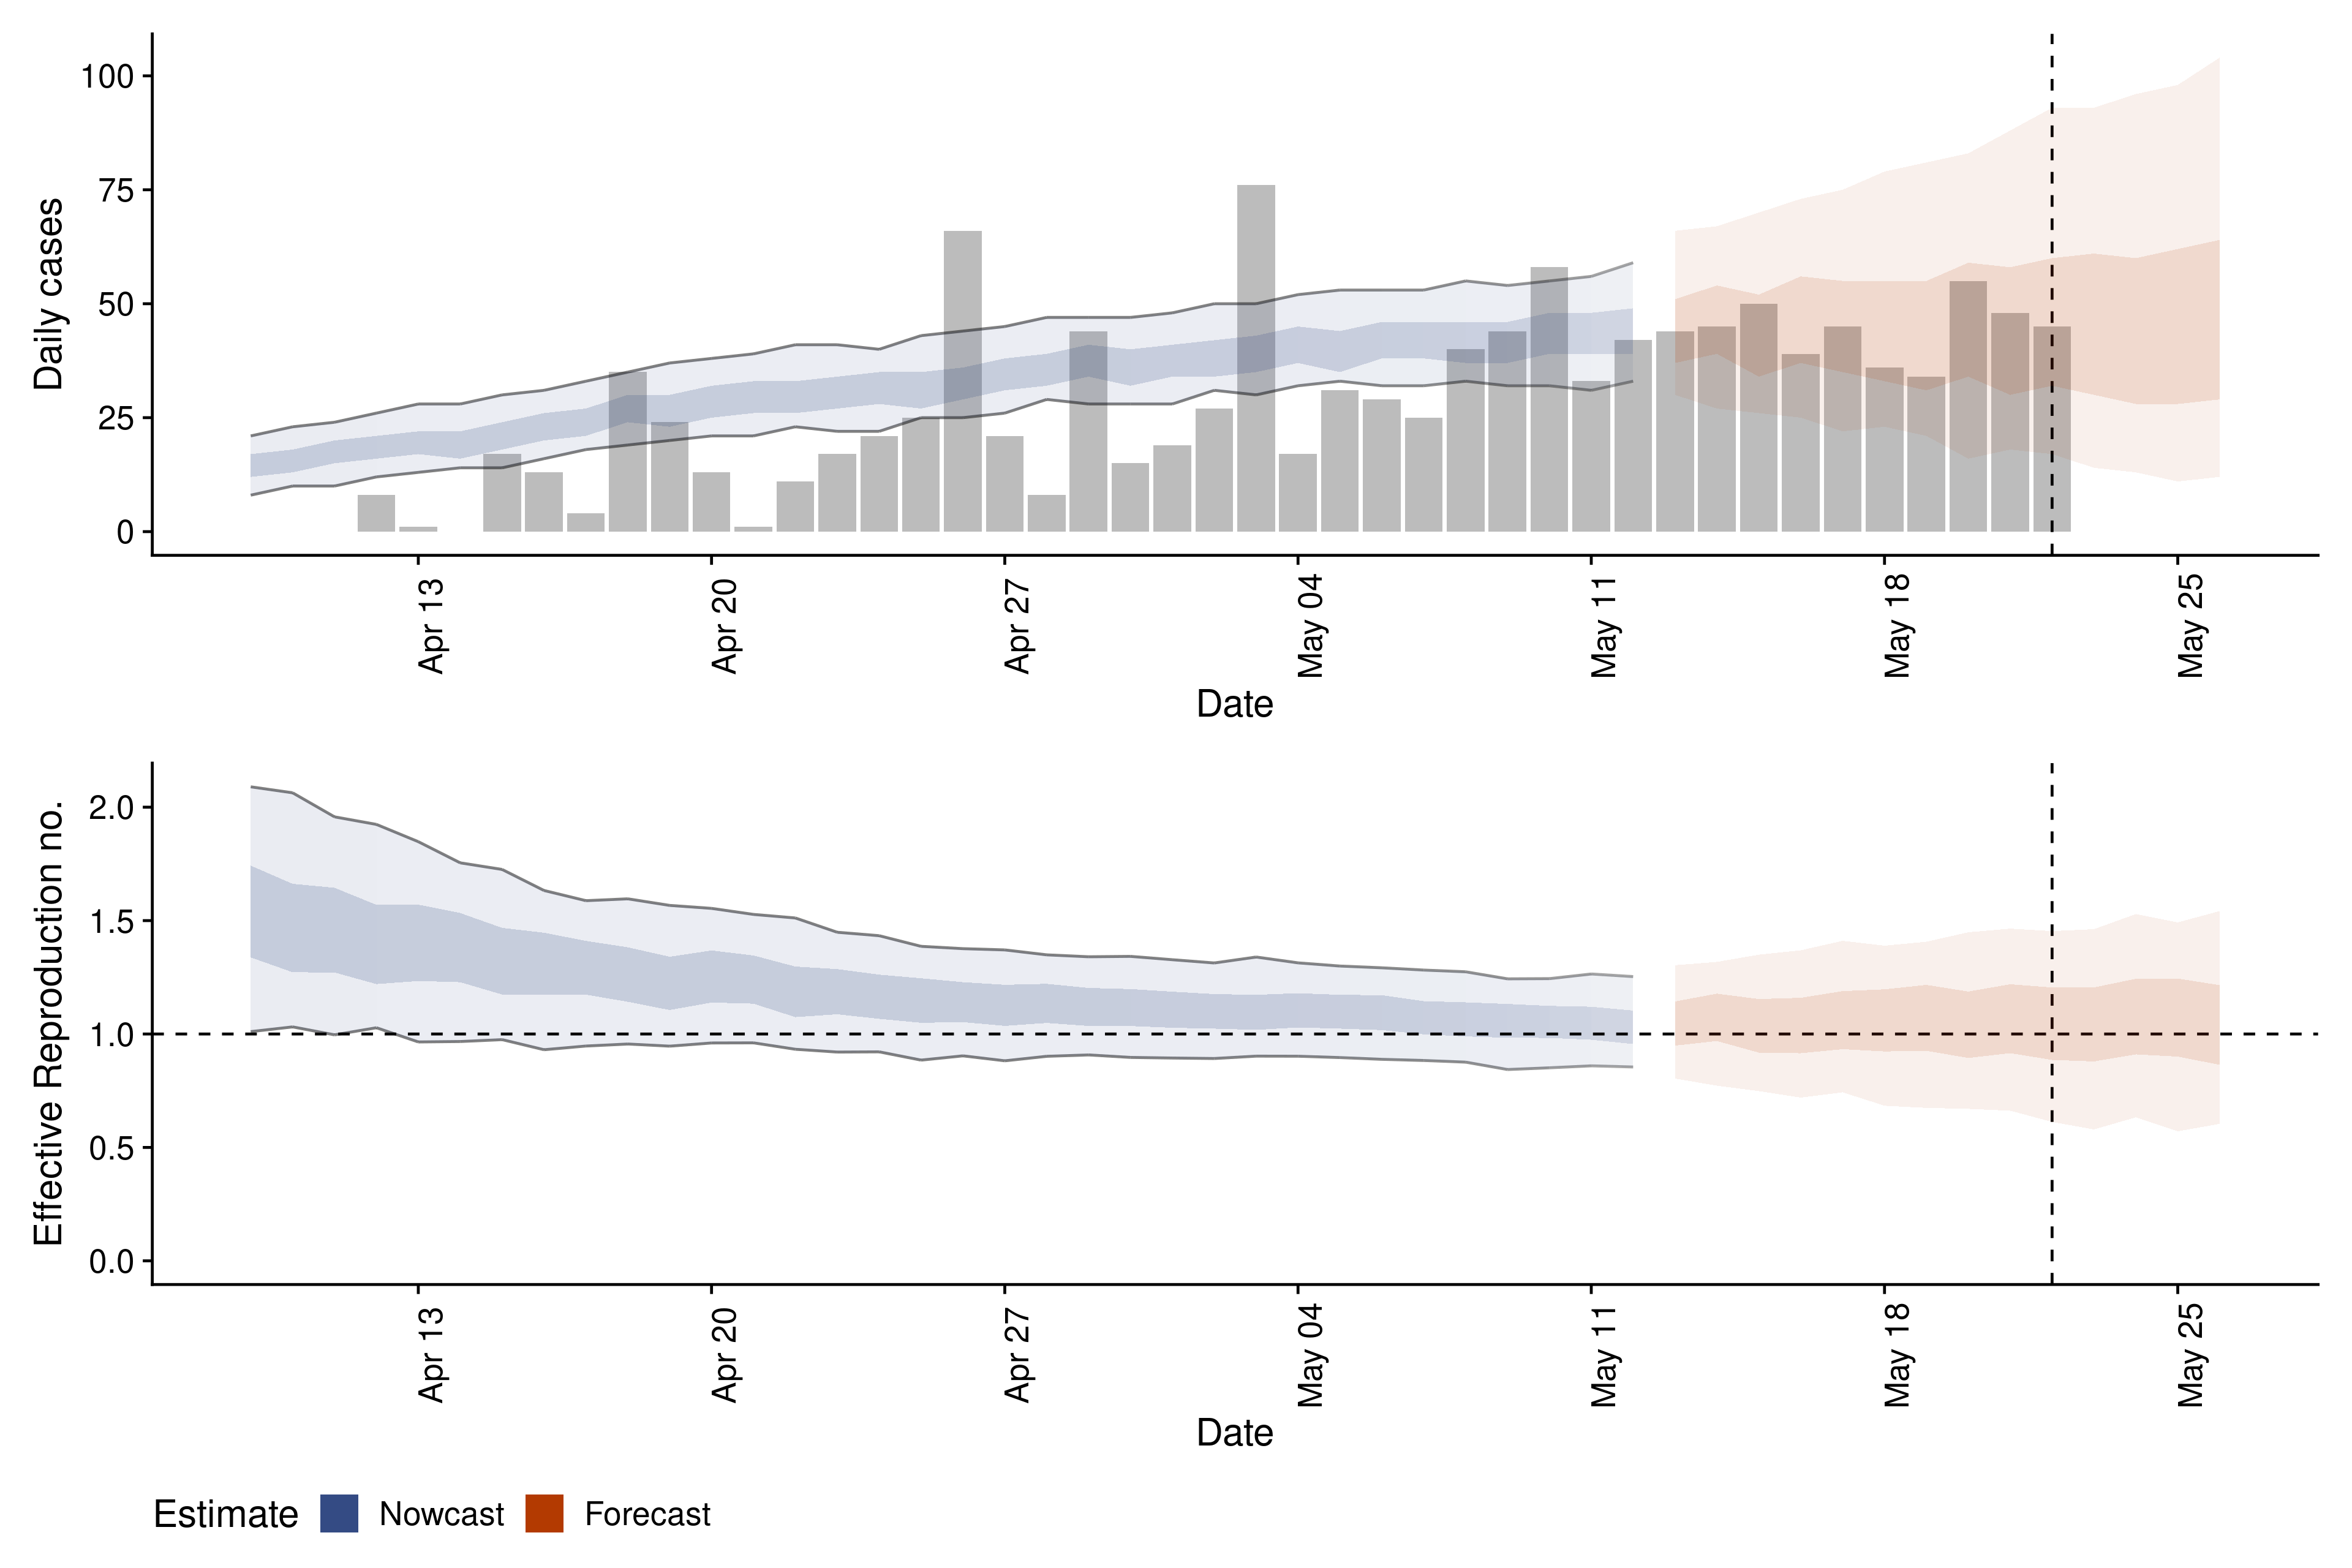 Daily cases
100
75
50
25
0
Apr 13
Apr 20
Apr 27
May 04
May 11
May 18
May 25
Date
Effective Reproduction no.
2.0
1.5
1.0
0.5
0.0
Apr 13
Apr 20
Apr 27
May 04
May 11
May 18
May 25
Date
Estimate Nowcast Forecast